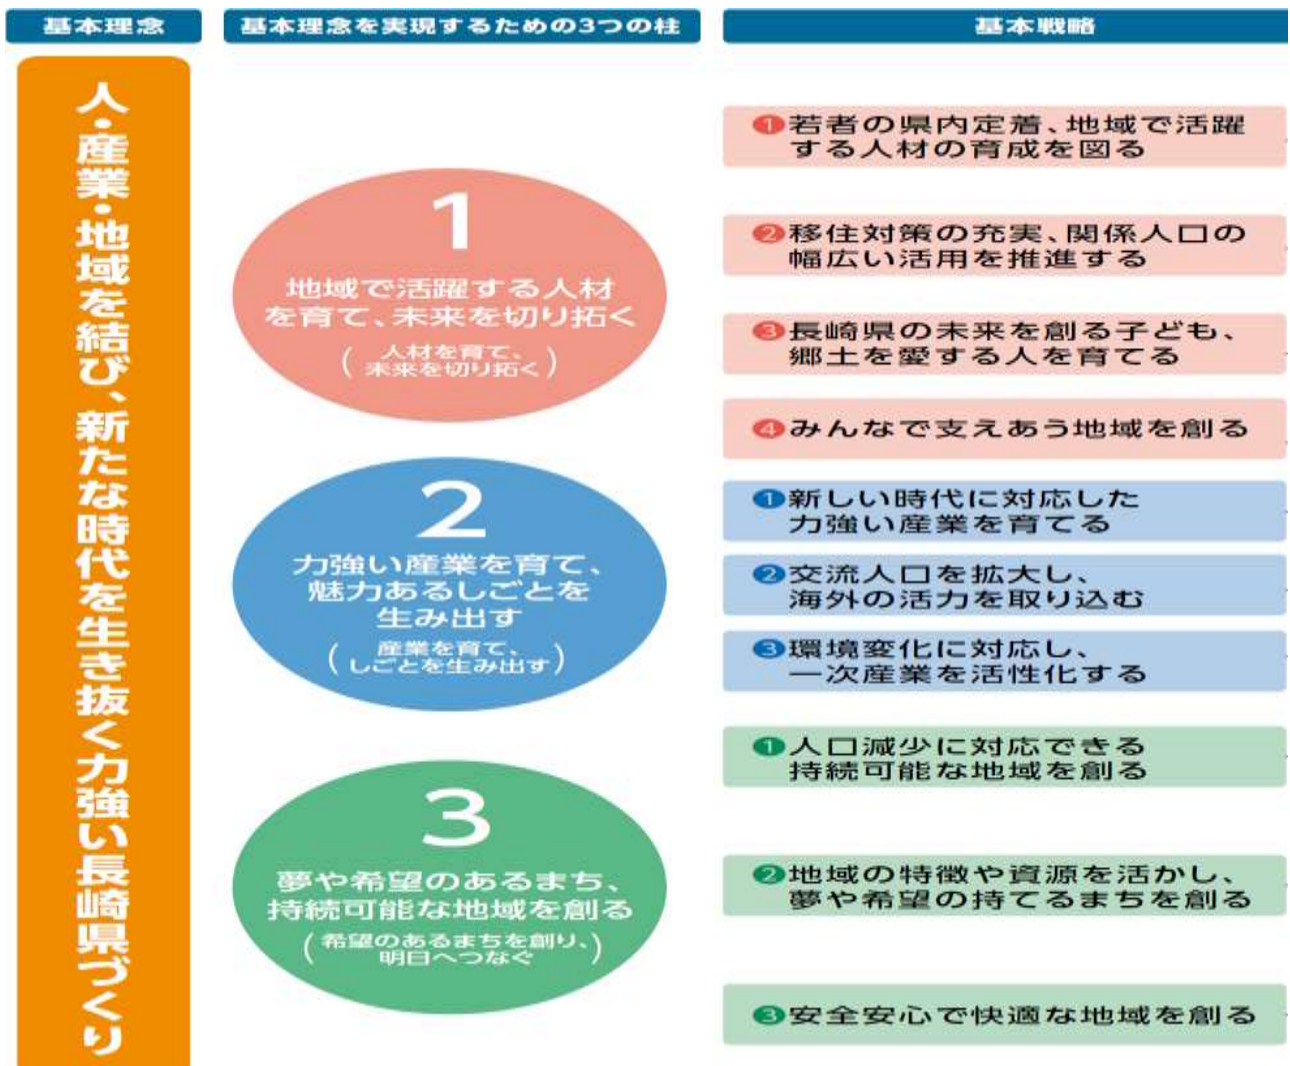 基本理念
人・産業・地域を結び、新たな時代を生き抜く力強い長崎県づくり
基本理念を実現するための3つの柱
1
地域で活躍する人材
を育て、未来を切り拓く
(人材を育て、
未来を切り拓く)
2
力強い産業を育て、
魅力あるしごとを
生み出す
(産業を育て、
しごとを生み出す)
3
夢や希望のあるまち、
持続可能な地域を創る
(希望のあるまちを創り、
明日へつなぐ)
基本戦略
❶若者の県内定着、地域で活躍
する人材の育成を図る
❷移住対策の充実、関係人口の
幅広い活用を推進する
❸長崎県の未来を創る子ども、
郷土を愛する人を育てる
❹みんなで支えあう地域を創る
❶新しい時代に対応した
力強い産業を育てる
❷交流人口を拡大し、
海外の活力を取り込む
❸環境変化に対応し、
一次産業を活性化する
❶人口減少に対応できる
持続可能な地域を創る
❷地域の特徴や資源を活かし、
夢や希望の持てるまちを創る
❸安全安心で快適な地域を創る